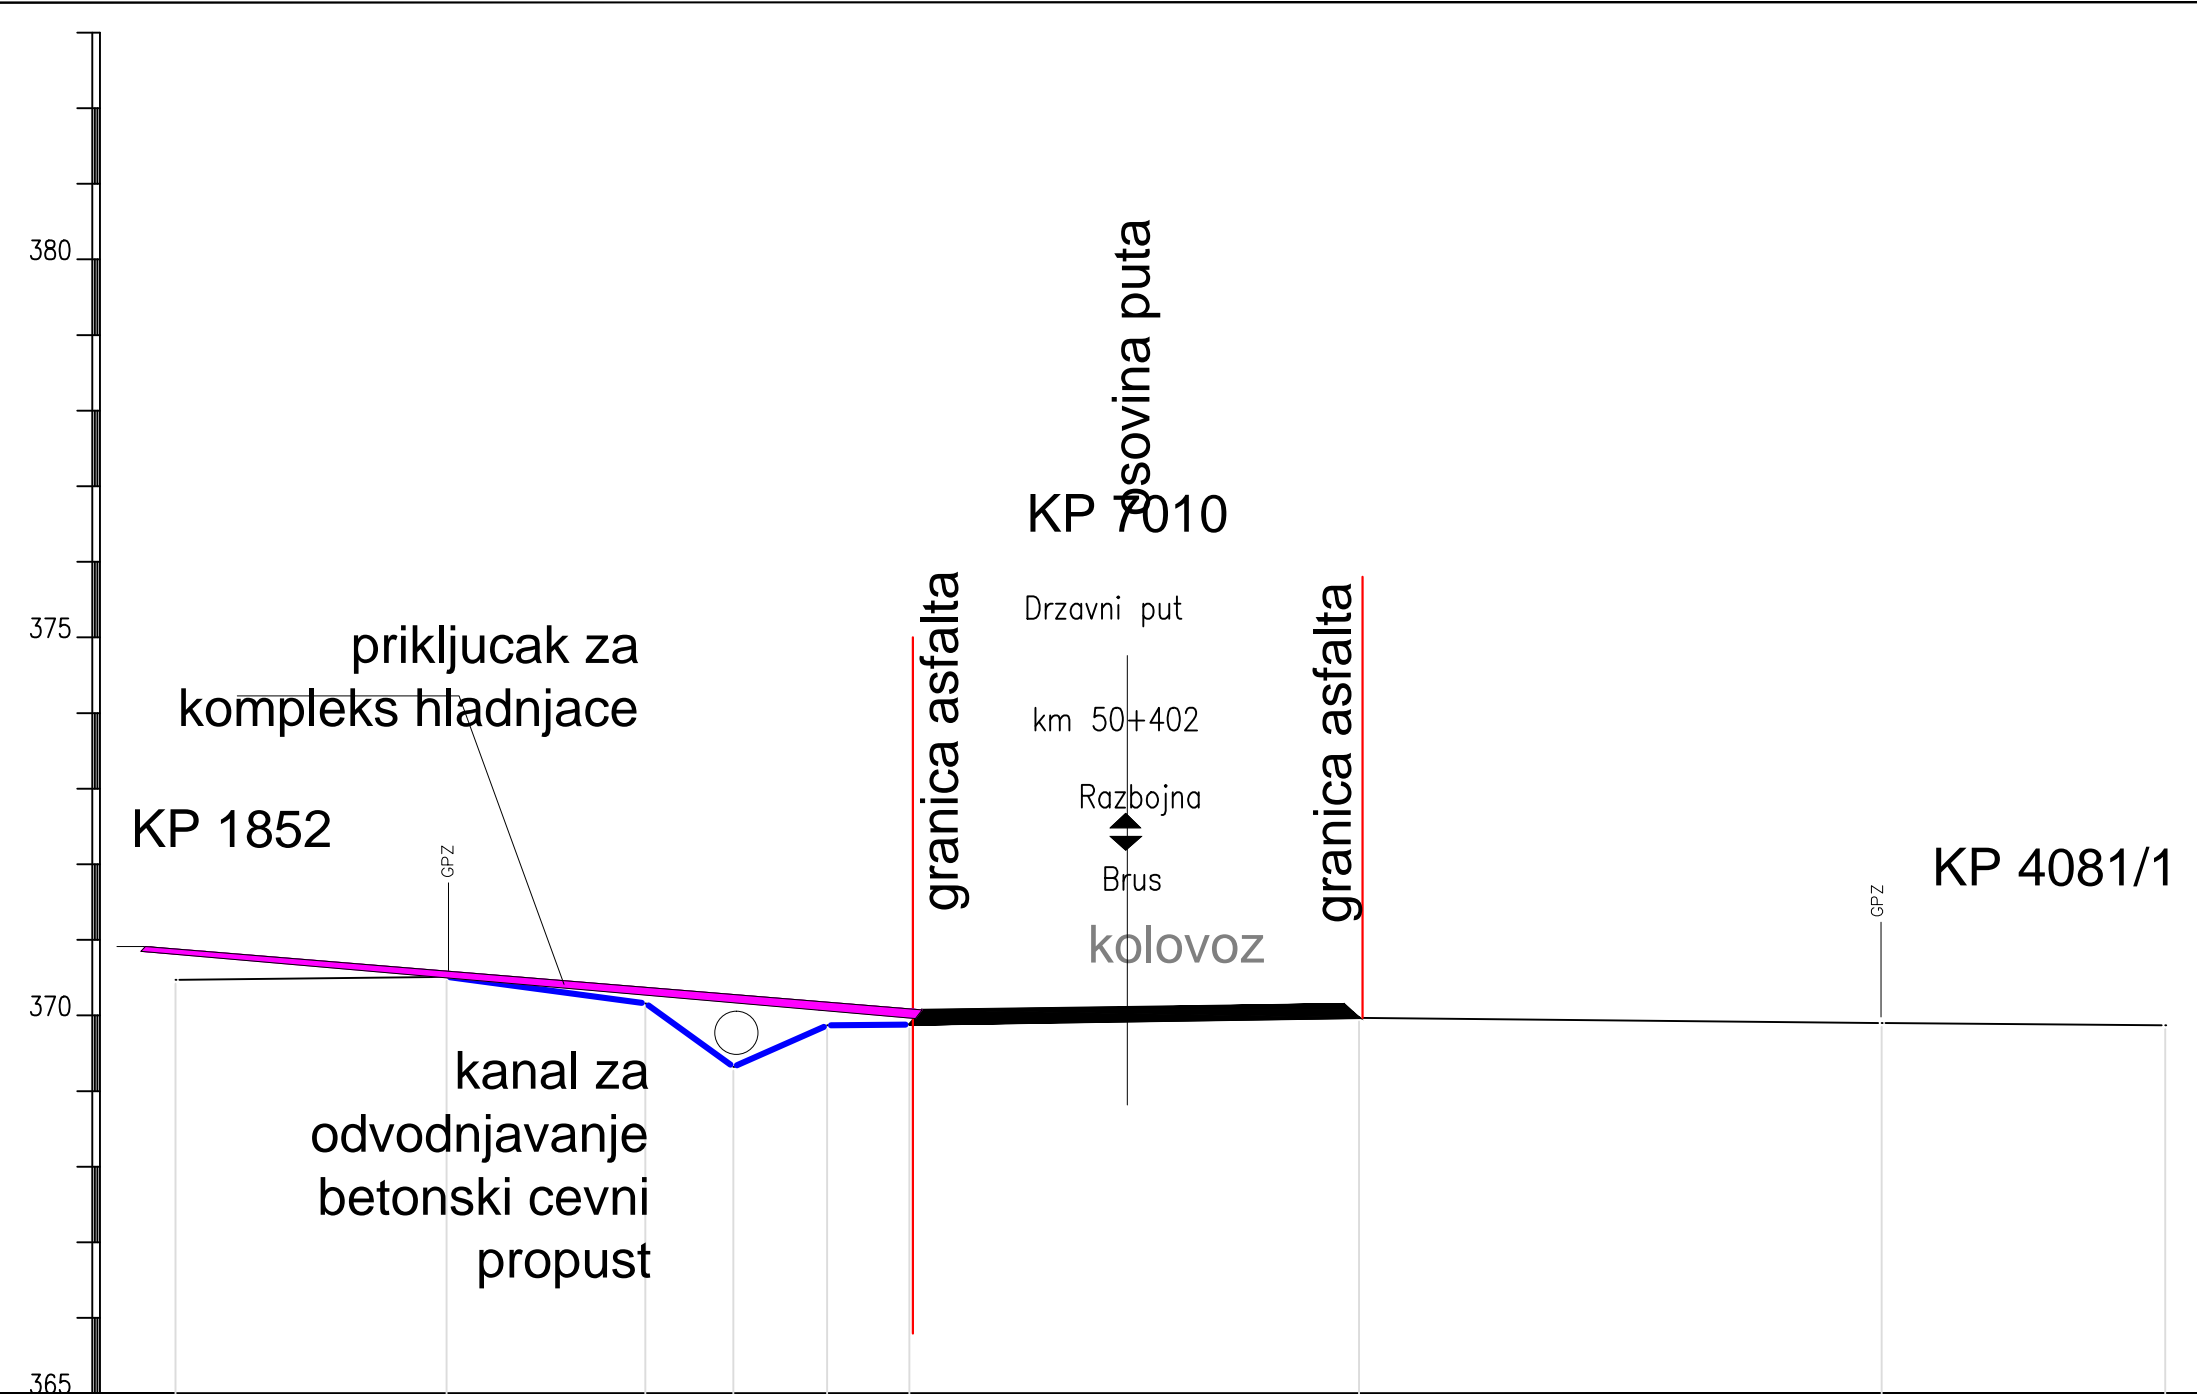 380
osovina puta
KP 7010
granica asfalta
granica asfalta
Drzavni put
375
prikljucak za
kompleks hladnjace
km 50+402
Razbojna
KP 1852
GPZ
Brus
KP 4081/1
GPZ
kolovoz
370
kanal za
odvodnjavanje
betonski cevni
propust
365